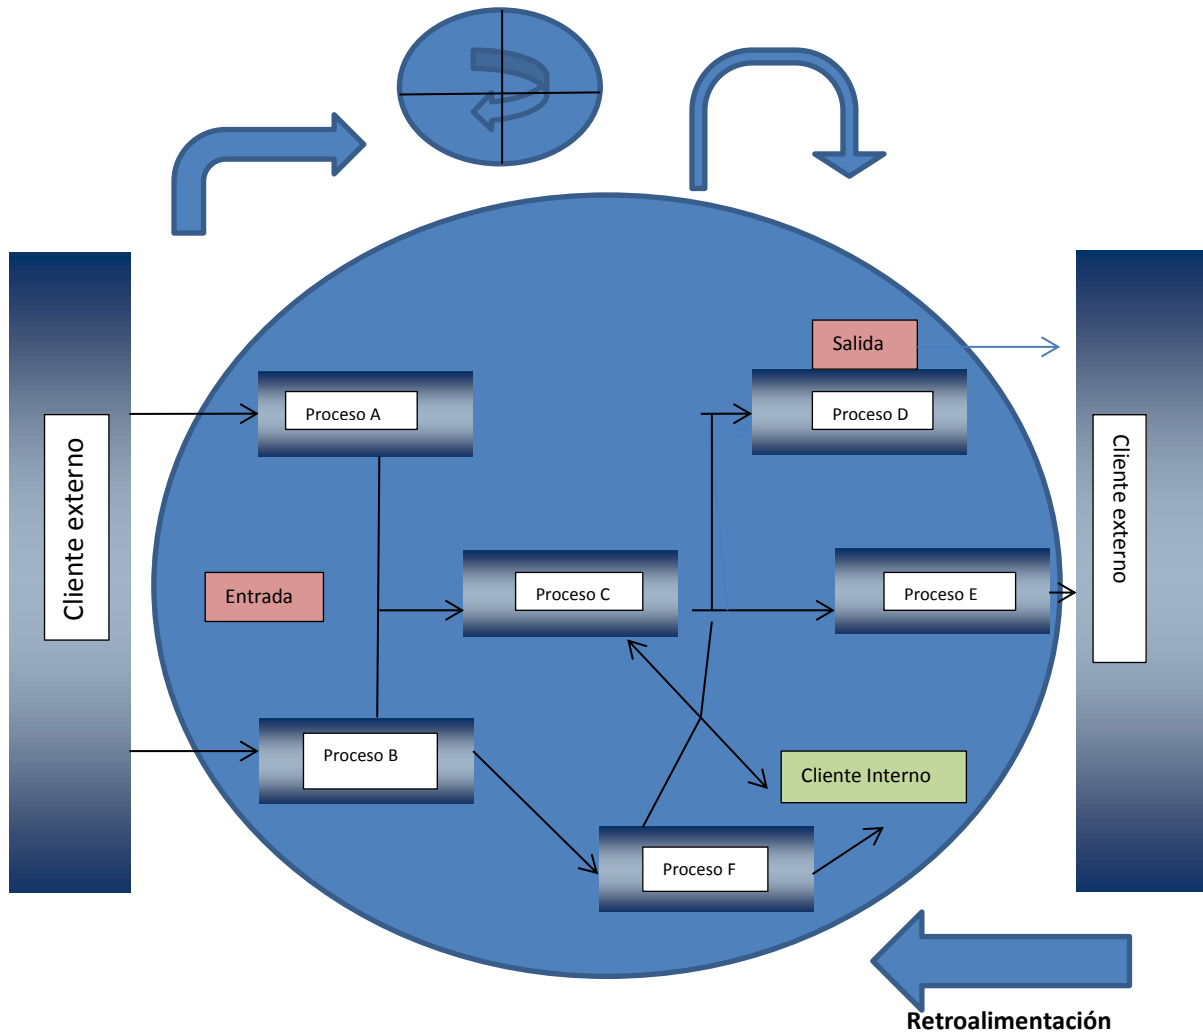 Salida
Proceso A
Proceso D
Cliente externo
Cliente externo
Entrada
Proceso C
Proceso E
Proceso B
Cliente Interno
Proceso F
Retroalimentación